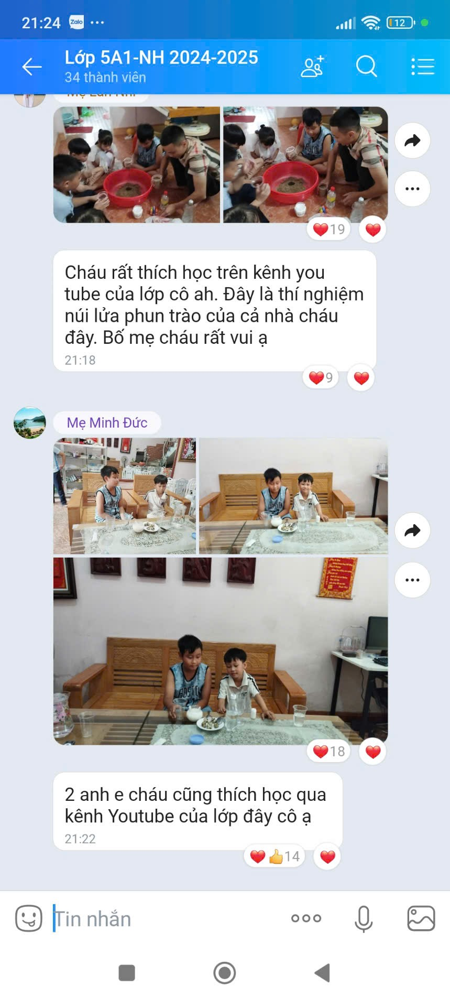 21:24 Zalo ... 12
Lớp 5A1-NH 2024-2025
34 thành viên
Mẹ Lan Nhi
19
Cháu rất thích học trên kênh you
tube của lớp cô ah. Đây là thí nghiệm
núi lửa phun trào của cả nhà cháu
đây. Bố mẹ cháu rất vui ạ
21:18
9
Mẹ Minh Đức
18
2 anh e cháu cũng thích học qua
kênh Youtube của lớp đây cô ạ
21:22
14
Tin nhắn